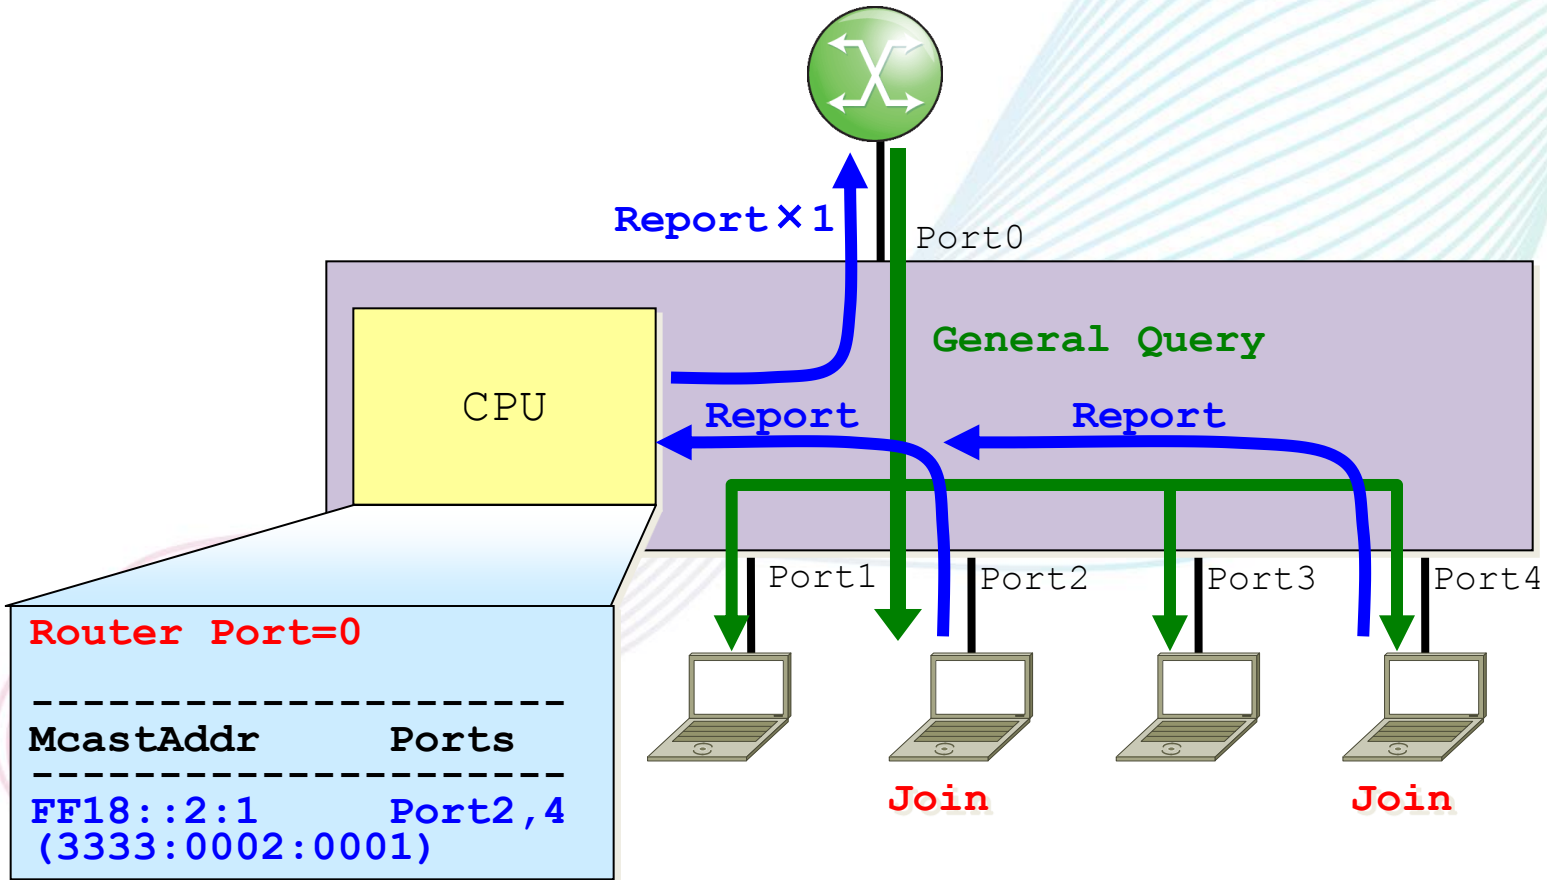 Report×1
Port0
General Query
CPU
Report
Report
Port1
Port2
Port3
Port4
Router Port=0
---------------------
McastAddr Ports
---------------------
FF18::2:1 Port2,4
(3333:0002:0001)
Join
Join